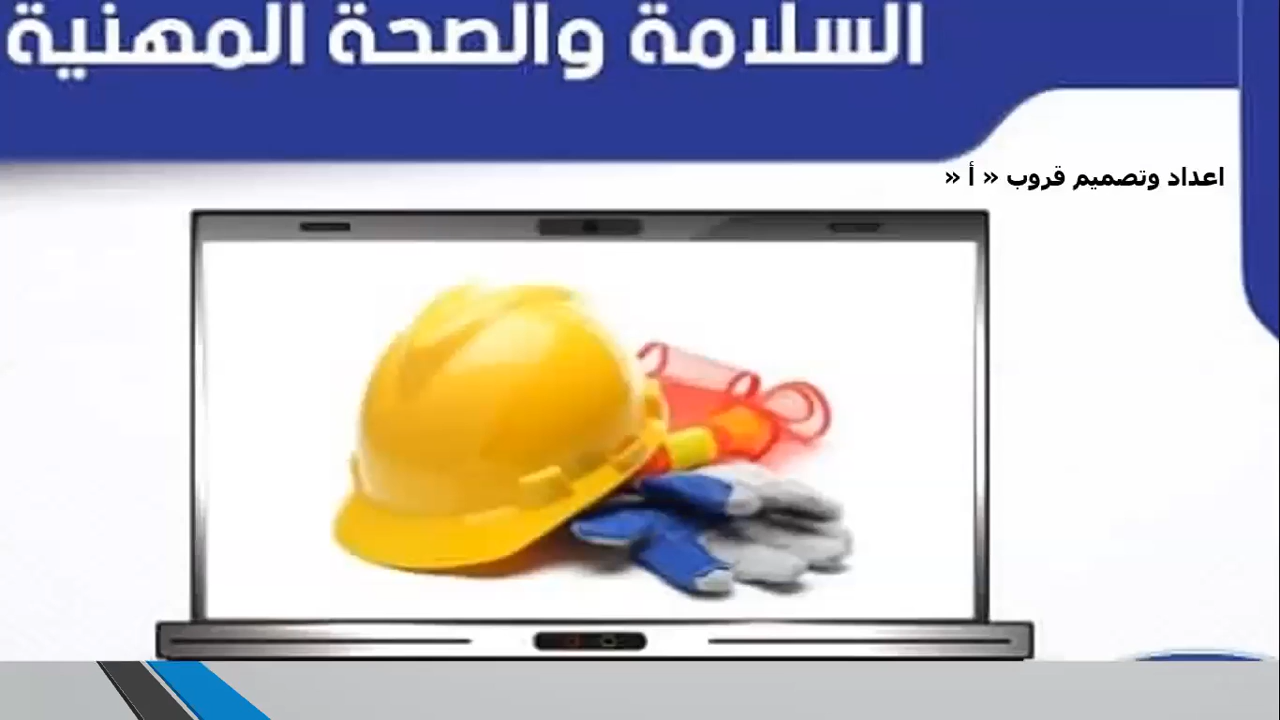 السلامة والصحة المهنية
اعداد وتصميم قروب « أ «